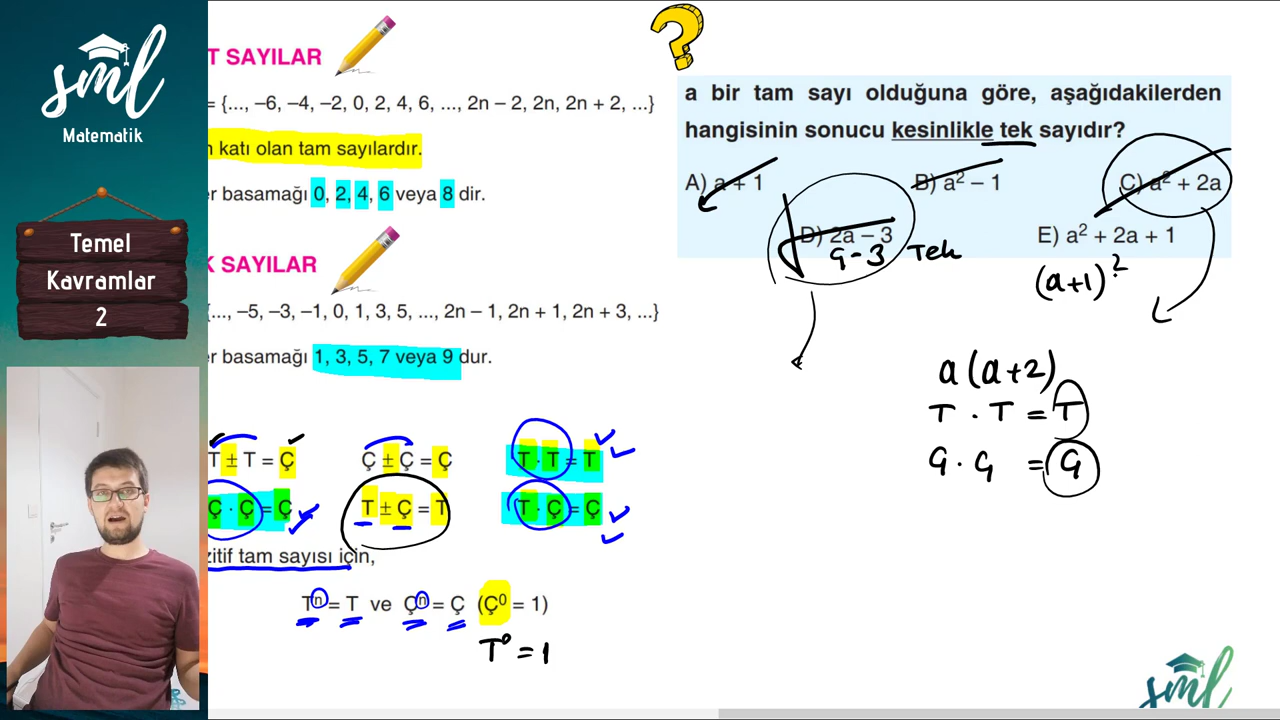 sml
Matematik
Temel
Kavramlar
2
T SAYILAR
= {..., –6, –4, –2, 0, 2, 4, 6, ..., 2n – 2, 2n, 2n + 2, ...}
katı olan tam sayılardır.
er basamağı 0, 2, 4, 6 veya 8 dir.
K SAYILAR
{..., –5, –3, –1, 0, 1, 3, 5, ..., 2n – 1, 2n + 1, 2n + 3, ...}
er basamağı 1, 3, 5, 7 veya 9 dur.
T ± T = Ç Ç ± Ç = Ç T · T = T
Ç · Ç = Ç T ± Ç = T T · Ç = Ç
zitif tam sayısı için,
Tⁿ = T ve Çⁿ = Ç (Ç⁰ = 1)
T⁰ = 1
?
a bir tam sayı olduğuna göre, aşağıdakilerden
hangisinin sonucu kesinlikle tek sayıdır?
A) a + 1 B) a² – 1 C) a² + 2a
D) 2a – 3 E) a² + 2a + 1
Ç - 3 Tek (a+1)²
a(a+2)
T · T = T
Ç · Ç = Ç
sml